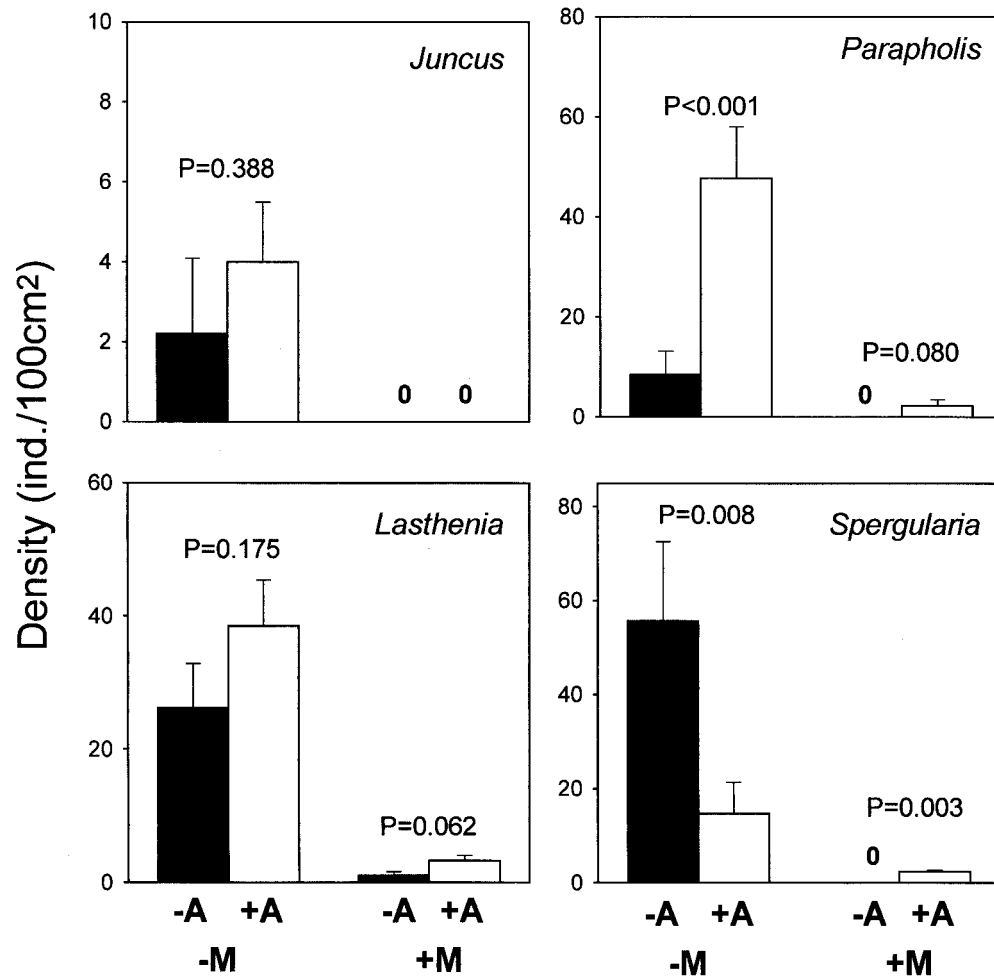 Density (ind./100cm²)
Juncus
10
8
6
4
2
0
P=0.388
0 0
Parapholis
80
60
40
20
0
P<0.001
P=0.080
0
Lasthenia
60
40
20
0
P=0.175
P=0.062
-A +A -A +A
-M +M
Spergularia
80
60
40
20
0
P=0.008
P=0.003
0
-A +A -A +A
-M +M